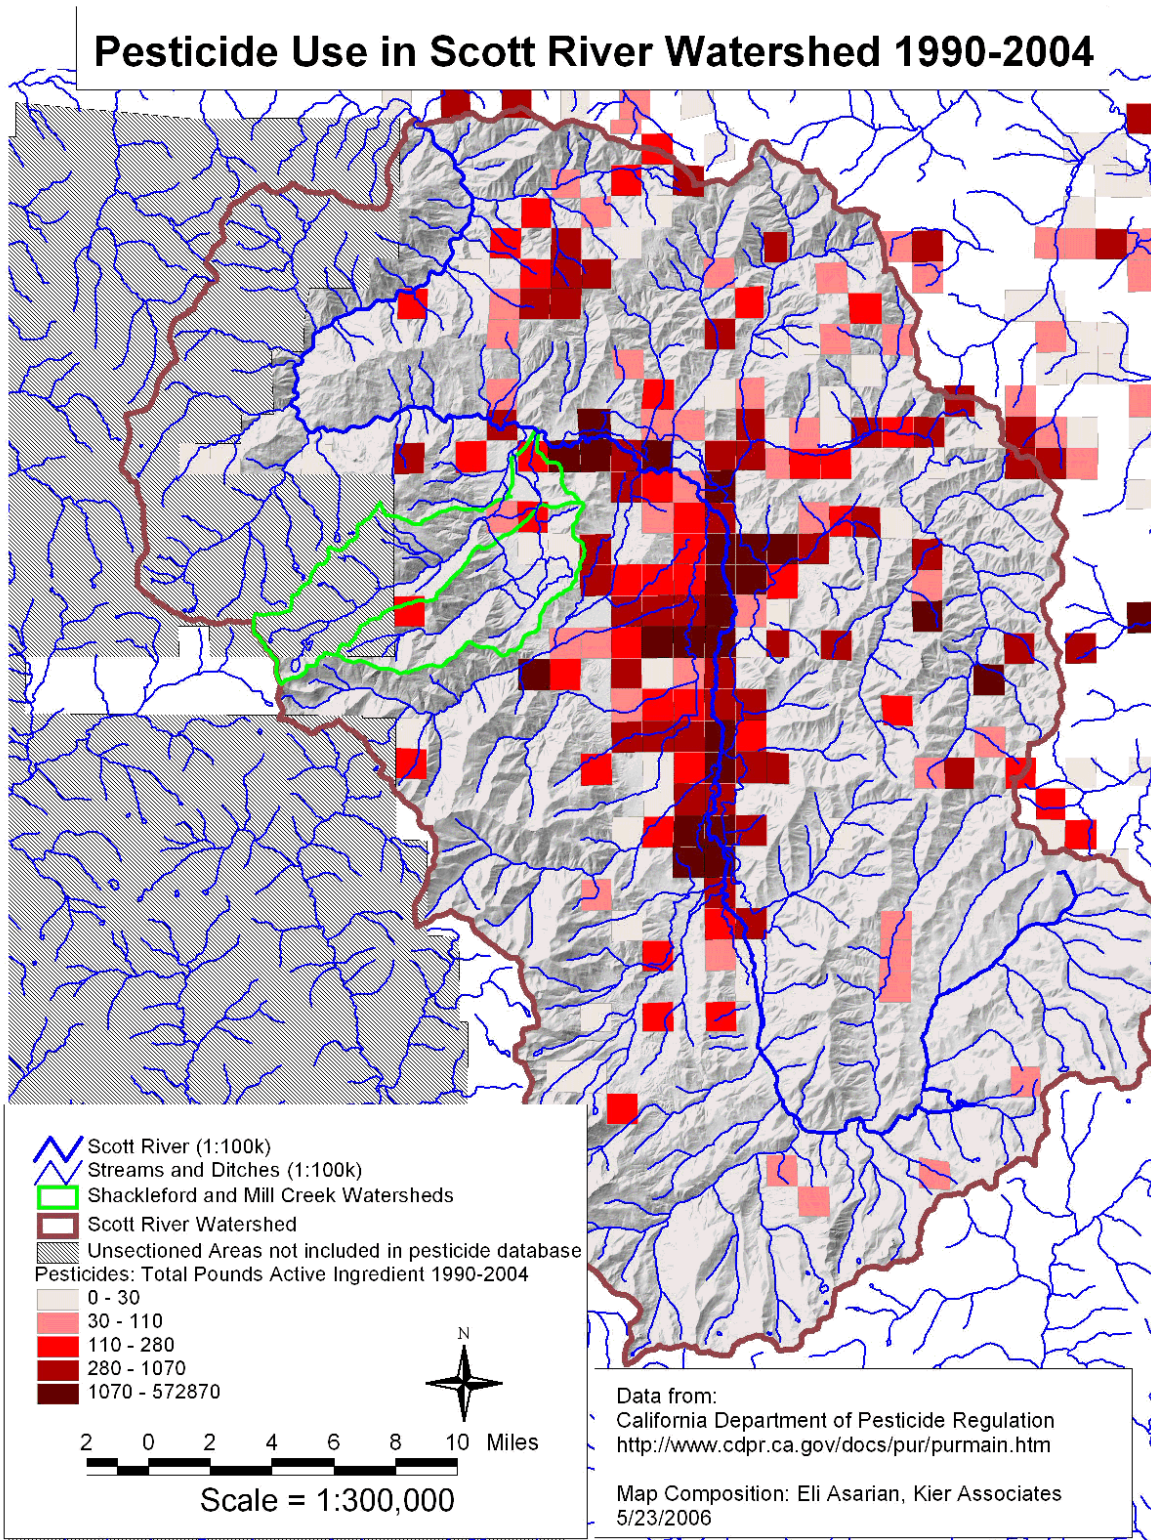 Pesticide Use in Scott River Watershed 1990-2004
Scott River (1:100k)
Streams and Ditches (1:100k)
Shackleford and Mill Creek Watersheds
Scott River Watershed
Unsectioned Areas not included in pesticide database
Pesticides: Total Pounds Active Ingredient 1990-2004
0 - 30
30 - 110
110 - 280
280 - 1070
1070 - 572870
N
2 0 2 4 6 8 10 Miles
Scale = 1:300,000
Data from:
California Department of Pesticide Regulation
http://www.cdpr.ca.gov/docs/pur/purmain.htm
Map Composition: Eli Asarian, Kier Associates
5/23/2006